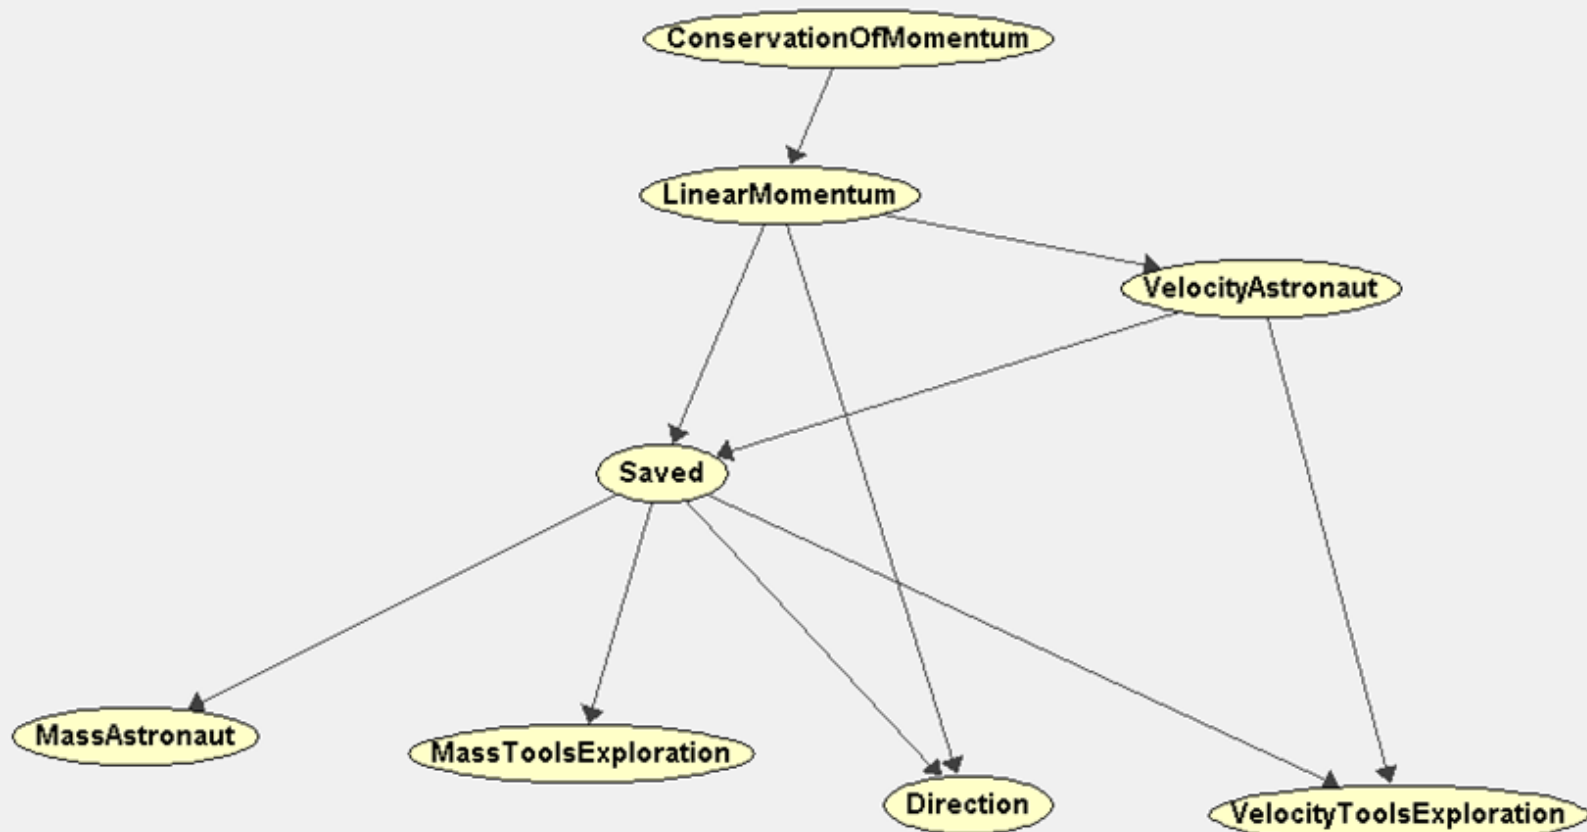 ConservationOfMomentum
LinearMomentum
VelocityAstronaut
Saved
MassAstronaut
MassToolsExploration
Direction
VelocityToolsExploration